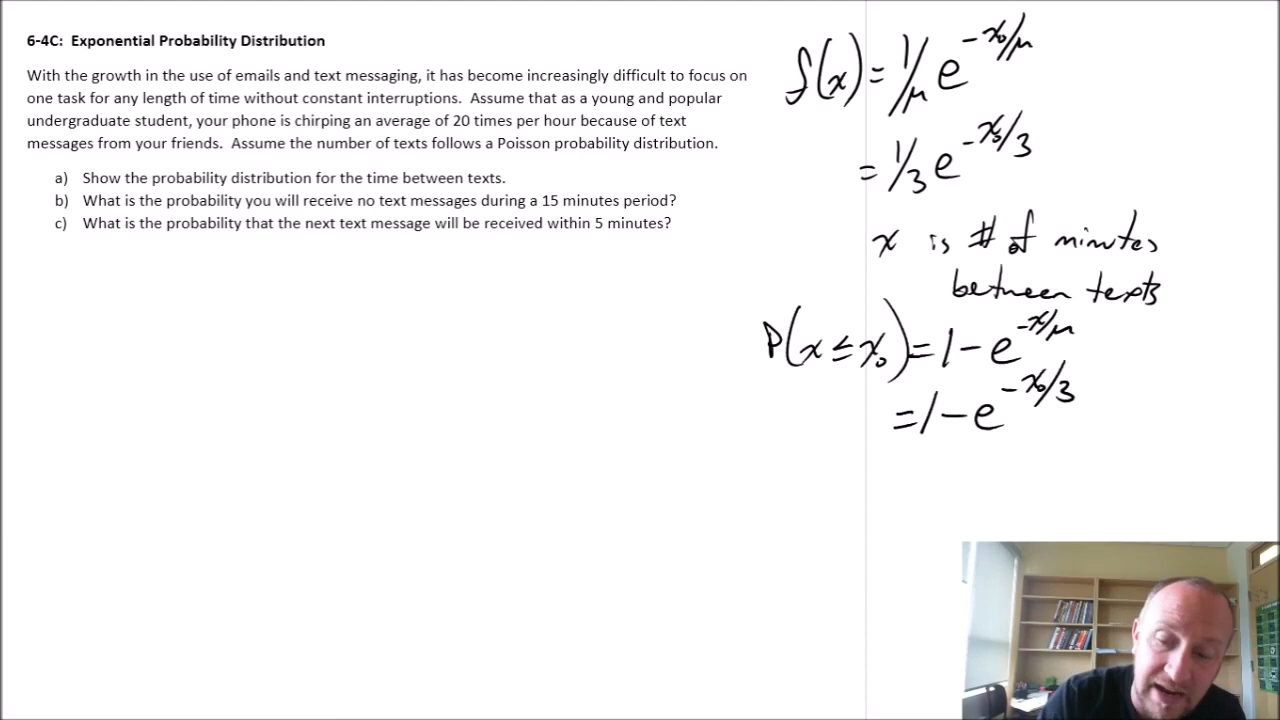 6-4C: Exponential Probability Distribution
With the growth in the use of emails and text messaging, it has become increasingly difficult to focus on
one task for any length of time without constant interruptions. Assume that as a young and popular
undergraduate student, your phone is chirping an average of 20 times per hour because of text
messages from your friends. Assume the number of texts follows a Poisson probability distribution.
a) Show the probability distribution for the time between texts.
b) What is the probability you will receive no text messages during a 15 minutes period?
c) What is the probability that the next text message will be received within 5 minutes?
f(x) = 1/μ e^{-x₀/μ}
= 1/3 e^{-x₀/3}
x is # of minutes
between texts
P(x ≤ x₀) = 1 - e^{-x/μ}
= 1 - e^{-x₀/3}